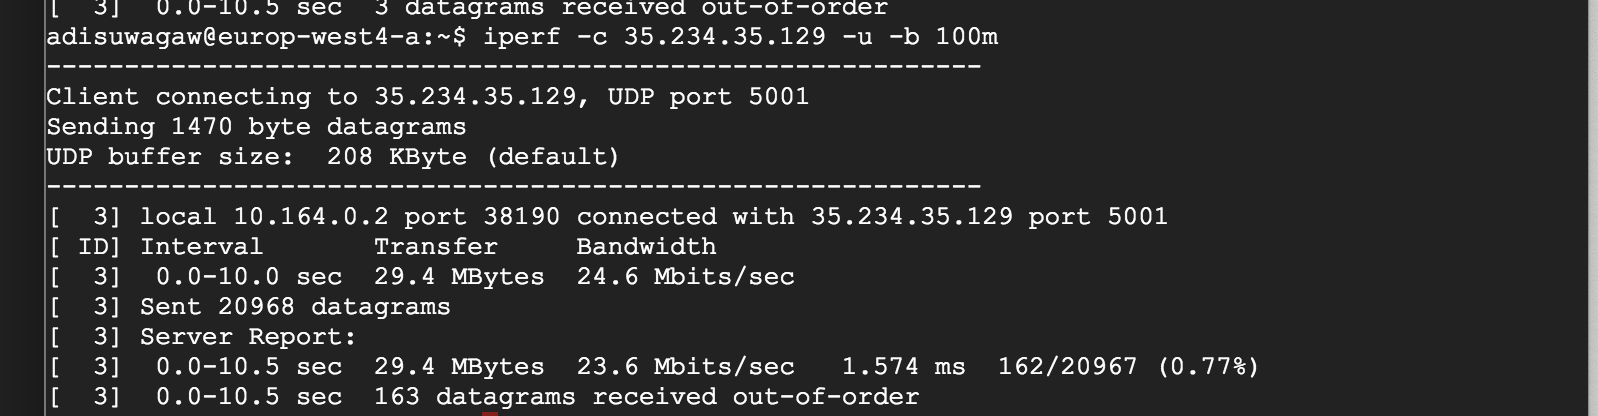 [  3]  0.0-10.5 sec  3 datagrams received out-of-order
adisuwagaw@europ-west4-a:~$ iperf -c 35.234.35.129 -u -b 100m
------------------------------------------------------------
Client connecting to 35.234.35.129, UDP port 5001
Sending 1470 byte datagrams
UDP buffer size:  208 KByte (default)
------------------------------------------------------------
[  3] local 10.164.0.2 port 38190 connected with 35.234.35.129 port 5001
[ ID] Interval       Transfer     Bandwidth
[  3]  0.0-10.0 sec  29.4 MBytes  24.6 Mbits/sec
[  3] Sent 20968 datagrams
[  3] Server Report:
[  3]  0.0-10.5 sec  29.4 MBytes  23.6 Mbits/sec   1.574 ms  162/20967 (0.77%)
[  3]  0.0-10.5 sec  163 datagrams received out-of-order